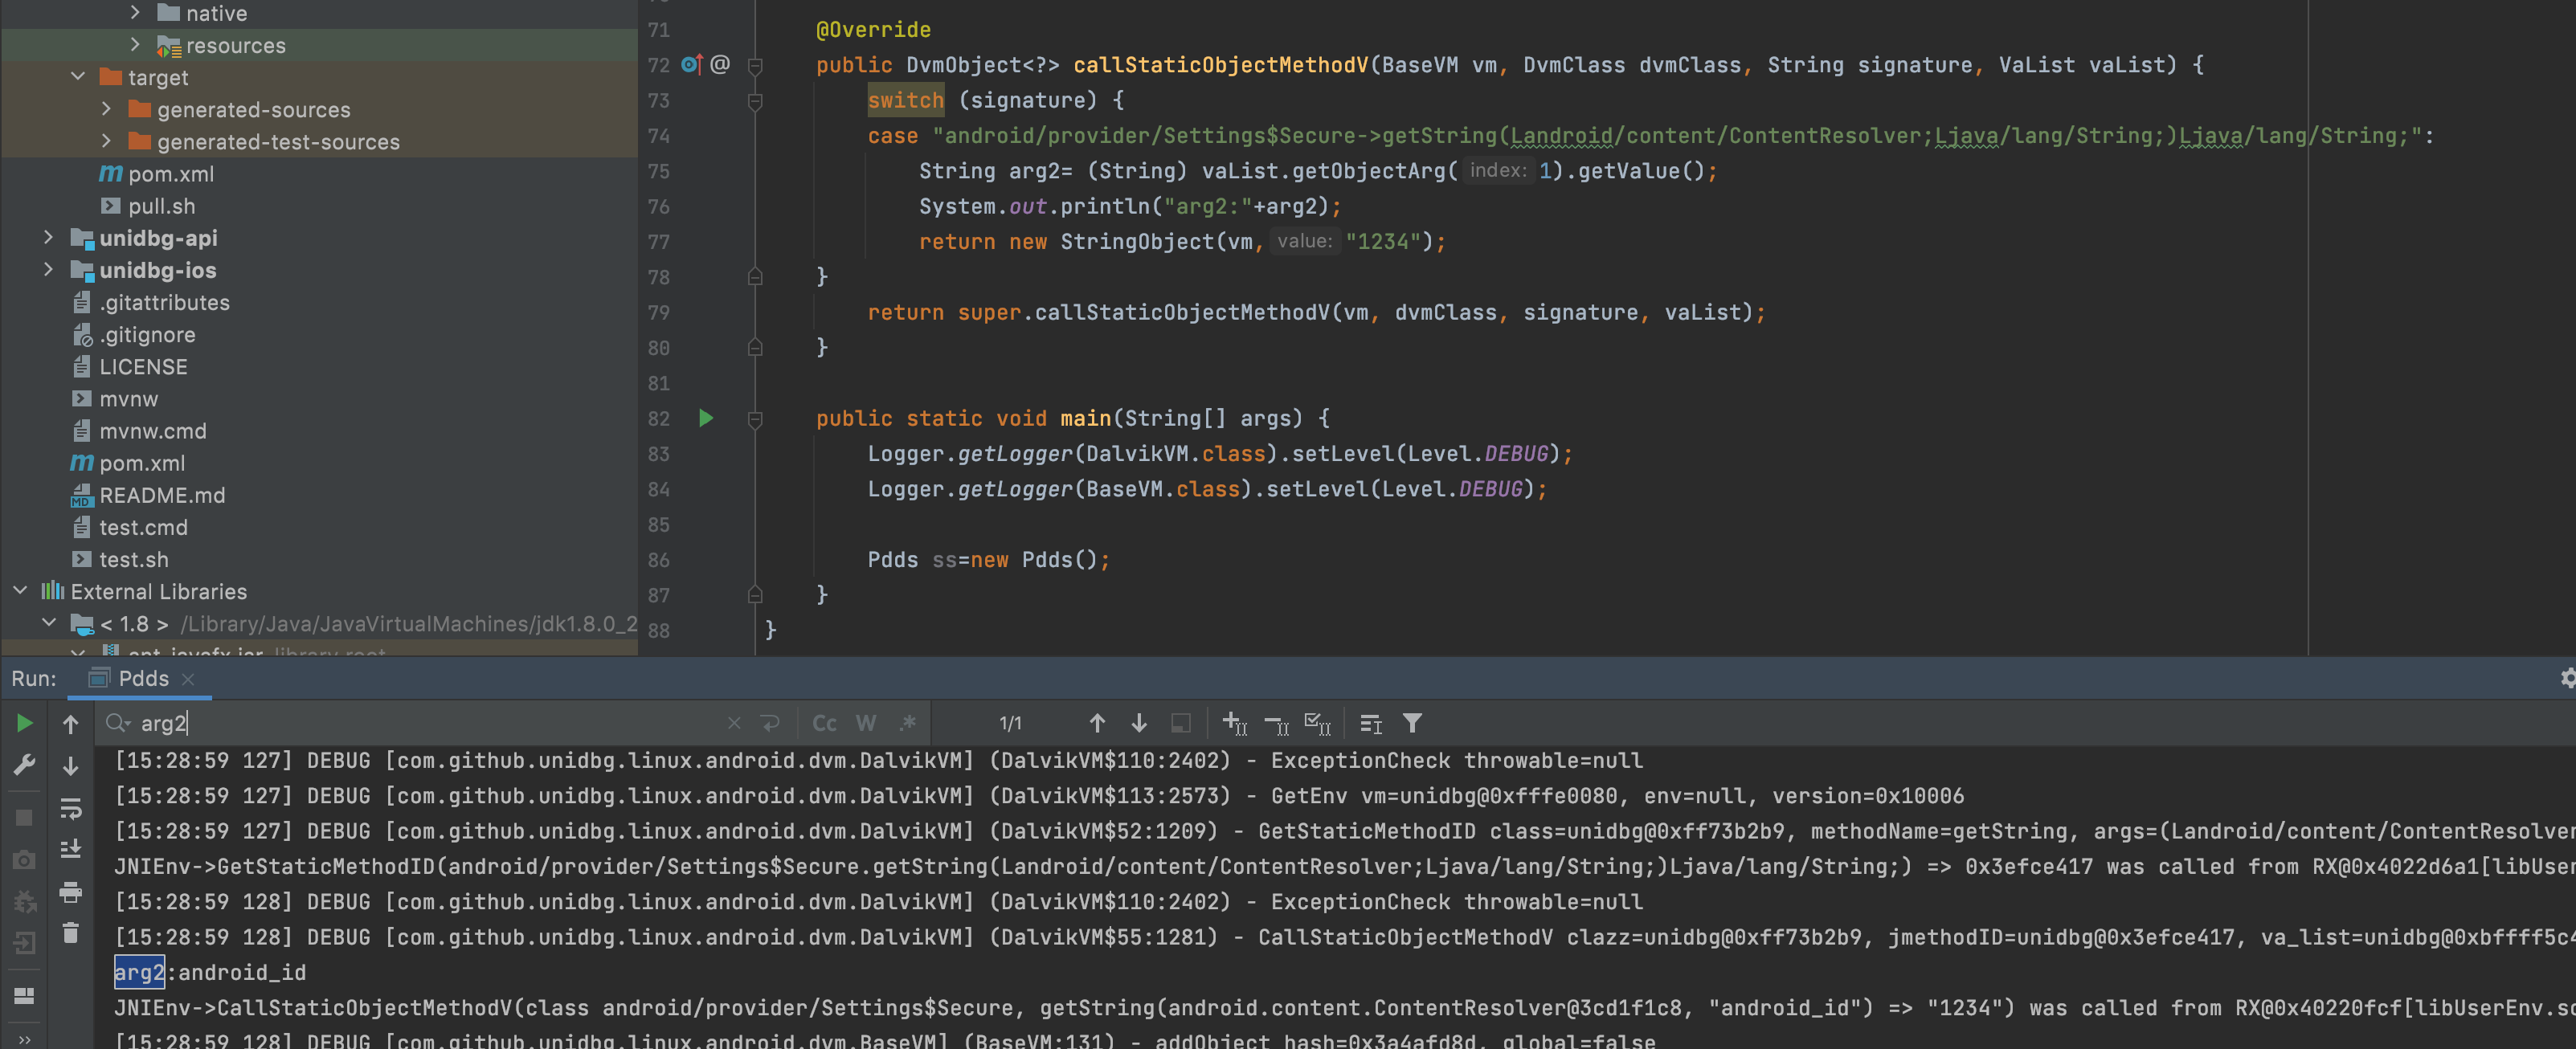 native
resources
target
generated-sources
generated-test-sources
pom.xml
pull.sh
unidbg-api
unidbg-ios
.gitattributes
.gitignore
LICENSE
mvnw
mvnw.cmd
pom.xml
README.md
test.cmd
test.sh
External Libraries
< 1.8 > /Library/Java/JavaVirtualMachines/jdk1.8.0_2
71 @Override
72 @ public DvmObject<?> callStaticObjectMethodV(BaseVM vm, DvmClass dvmClass, String signature, VaList vaList) {
73 switch (signature) {
74 case "android/provider/Settings$Secure->getString(Landroid/content/ContentResolver;Ljava/lang/String;)Ljava/lang/String;":
75 String arg2= (String) vaList.getObjectArg( index: 1).getValue();
76 System.out.println("arg2:"+arg2);
77 return new StringObject(vm, value: "1234");
78 }
79 return super.callStaticObjectMethodV(vm, dvmClass, signature, vaList);
80 }
81
82 public static void main(String[] args) {
83 Logger.getLogger(DalvikVM.class).setLevel(Level.DEBUG);
84 Logger.getLogger(BaseVM.class).setLevel(Level.DEBUG);
85
86 Pdds ss=new Pdds();
87 }
88 }
Run: Pdds
arg2 Cc W .* 1/1
[15:28:59 127] DEBUG [com.github.unidbg.linux.android.dvm.DalvikVM] (DalvikVM$110:2402) - ExceptionCheck throwable=null
[15:28:59 127] DEBUG [com.github.unidbg.linux.android.dvm.DalvikVM] (DalvikVM$113:2573) - GetEnv vm=unidbg@0xfffe0080, env=null, version=0x10006
[15:28:59 127] DEBUG [com.github.unidbg.linux.android.dvm.DalvikVM] (DalvikVM$52:1209) - GetStaticMethodID class=unidbg@0xff73b2b9, methodName=getString, args=(Landroid/content/ContentResolver
JNIEnv->GetStaticMethodID(android/provider/Settings$Secure.getString(Landroid/content/ContentResolver;Ljava/lang/String;)Ljava/lang/String;) => 0x3efce417 was called from RX@0x4022d6a1[libUser
[15:28:59 128] DEBUG [com.github.unidbg.linux.android.dvm.DalvikVM] (DalvikVM$110:2402) - ExceptionCheck throwable=null
[15:28:59 128] DEBUG [com.github.unidbg.linux.android.dvm.DalvikVM] (DalvikVM$55:1281) - CallStaticObjectMethodV clazz=unidbg@0xff73b2b9, jmethodID=unidbg@0x3efce417, va_list=unidbg@0xbffff5c4
arg2:android_id
JNIEnv->CallStaticObjectMethodV(class android/provider/Settings$Secure, getString(android.content.ContentResolver@3cd1f1c8, "android_id") => "1234") was called from RX@0x40220fcf[libUserEnv.so
[15:28:59 128] DEBUG [com.github.unidbg.linux.android.dvm.BaseVM] (BaseVM:131) - addObject hash=0x3a4afd8d, global=false